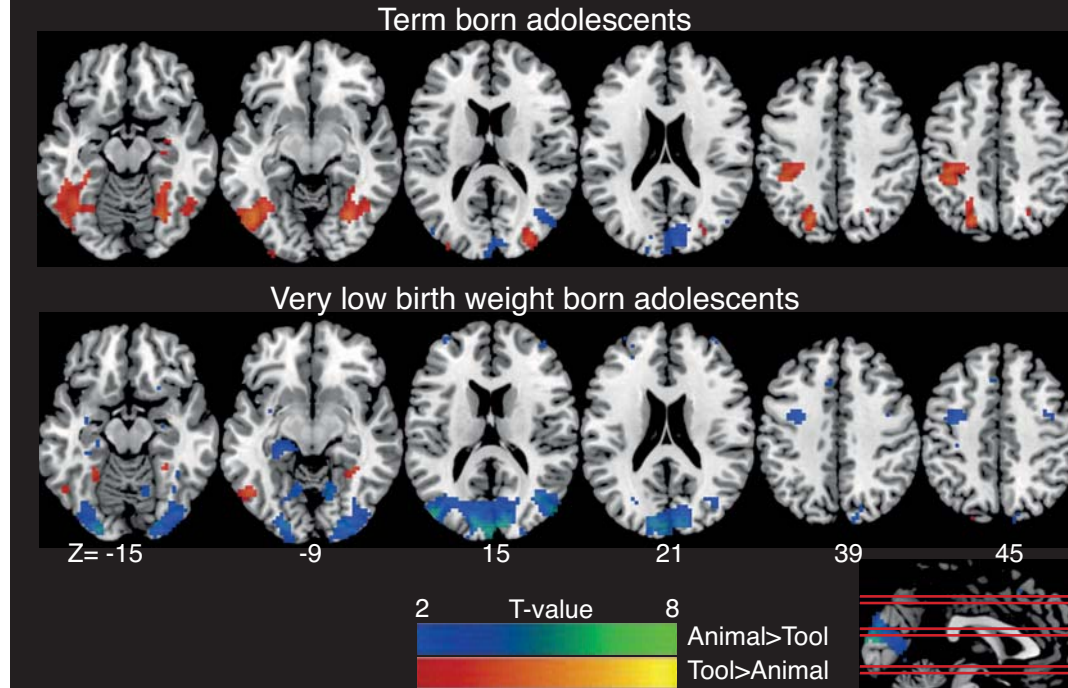 Term born adolescents
Very low birth weight born adolescents
Z= -15 -9 15 21 39 45
2 T-value 8
Animal>Tool
Tool>Animal